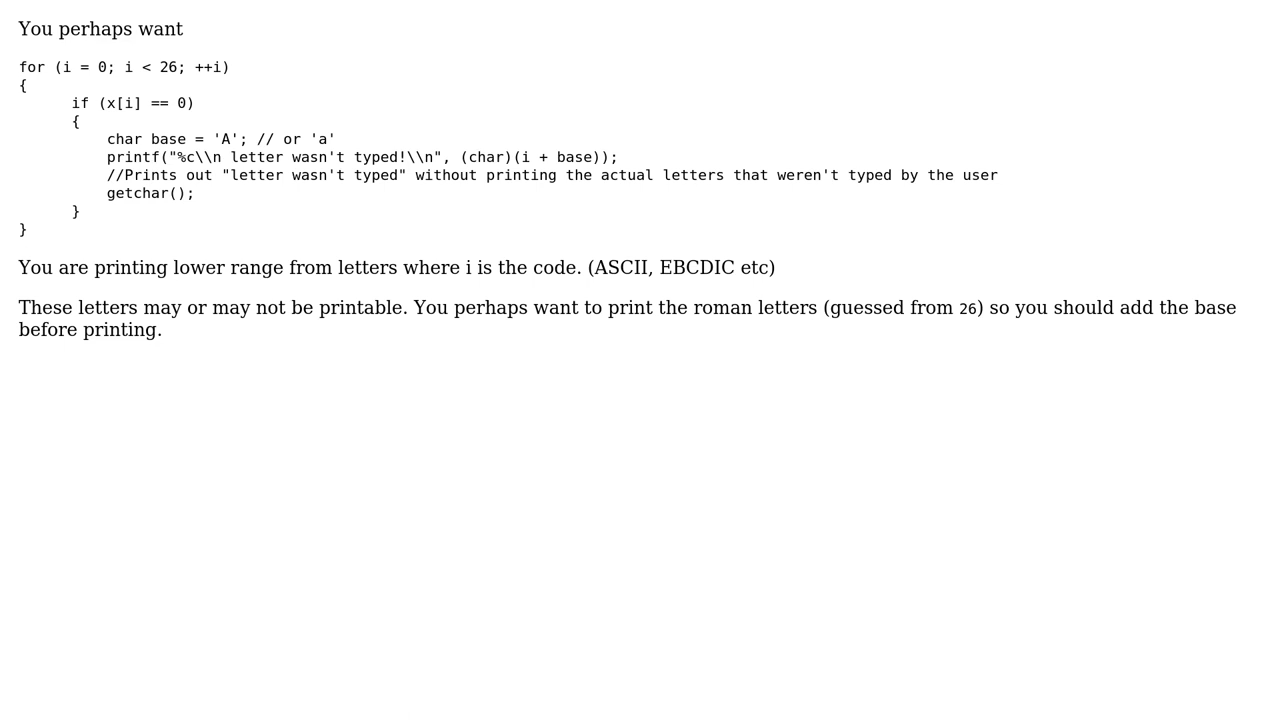 You perhaps want
for (i = 0; i < 26; ++i)
{
      if (x[i] == 0)
      {
          char base = 'A'; // or 'a'
          printf("%c\\n letter wasn't typed!\\n", (char)(i + base));
          //Prints out "letter wasn't typed" without printing the actual letters that weren't typed by the user
          getchar();
      }
}
You are printing lower range from letters where i is the code. (ASCII, EBCDIC etc)
These letters may or may not be printable. You perhaps want to print the roman letters (guessed from 26) so you should add the base
before printing.